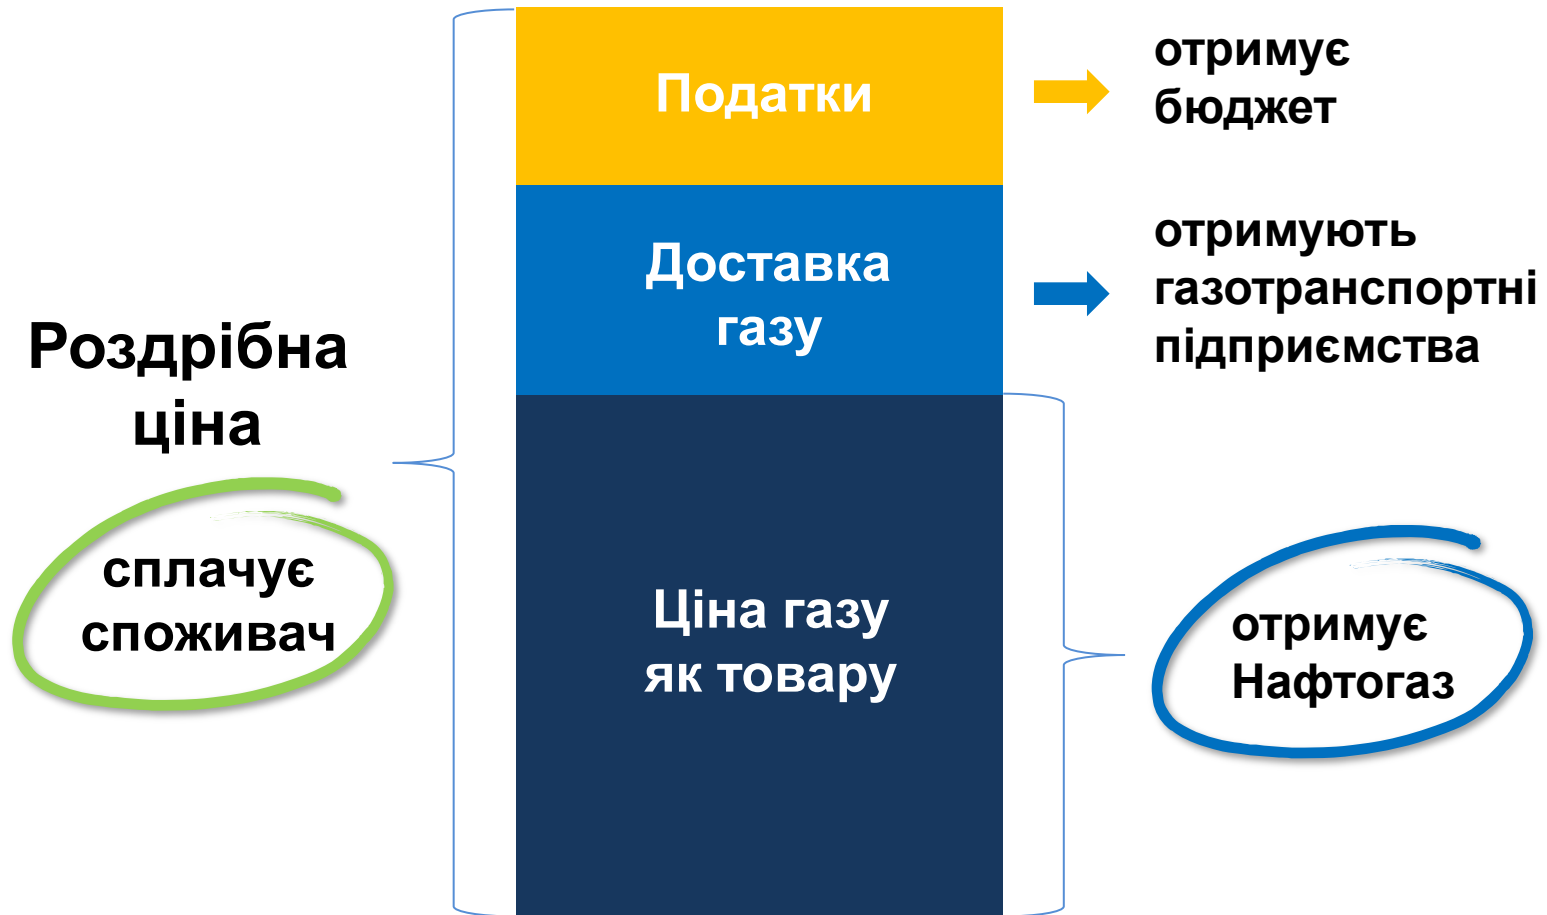 Податки
отримує
бюджет
Доставка
газу
отримують
газотранспортні
підприємства
Роздрібна
ціна
сплачує
споживач
Ціна газу
як товару
отримує
Нафтогаз